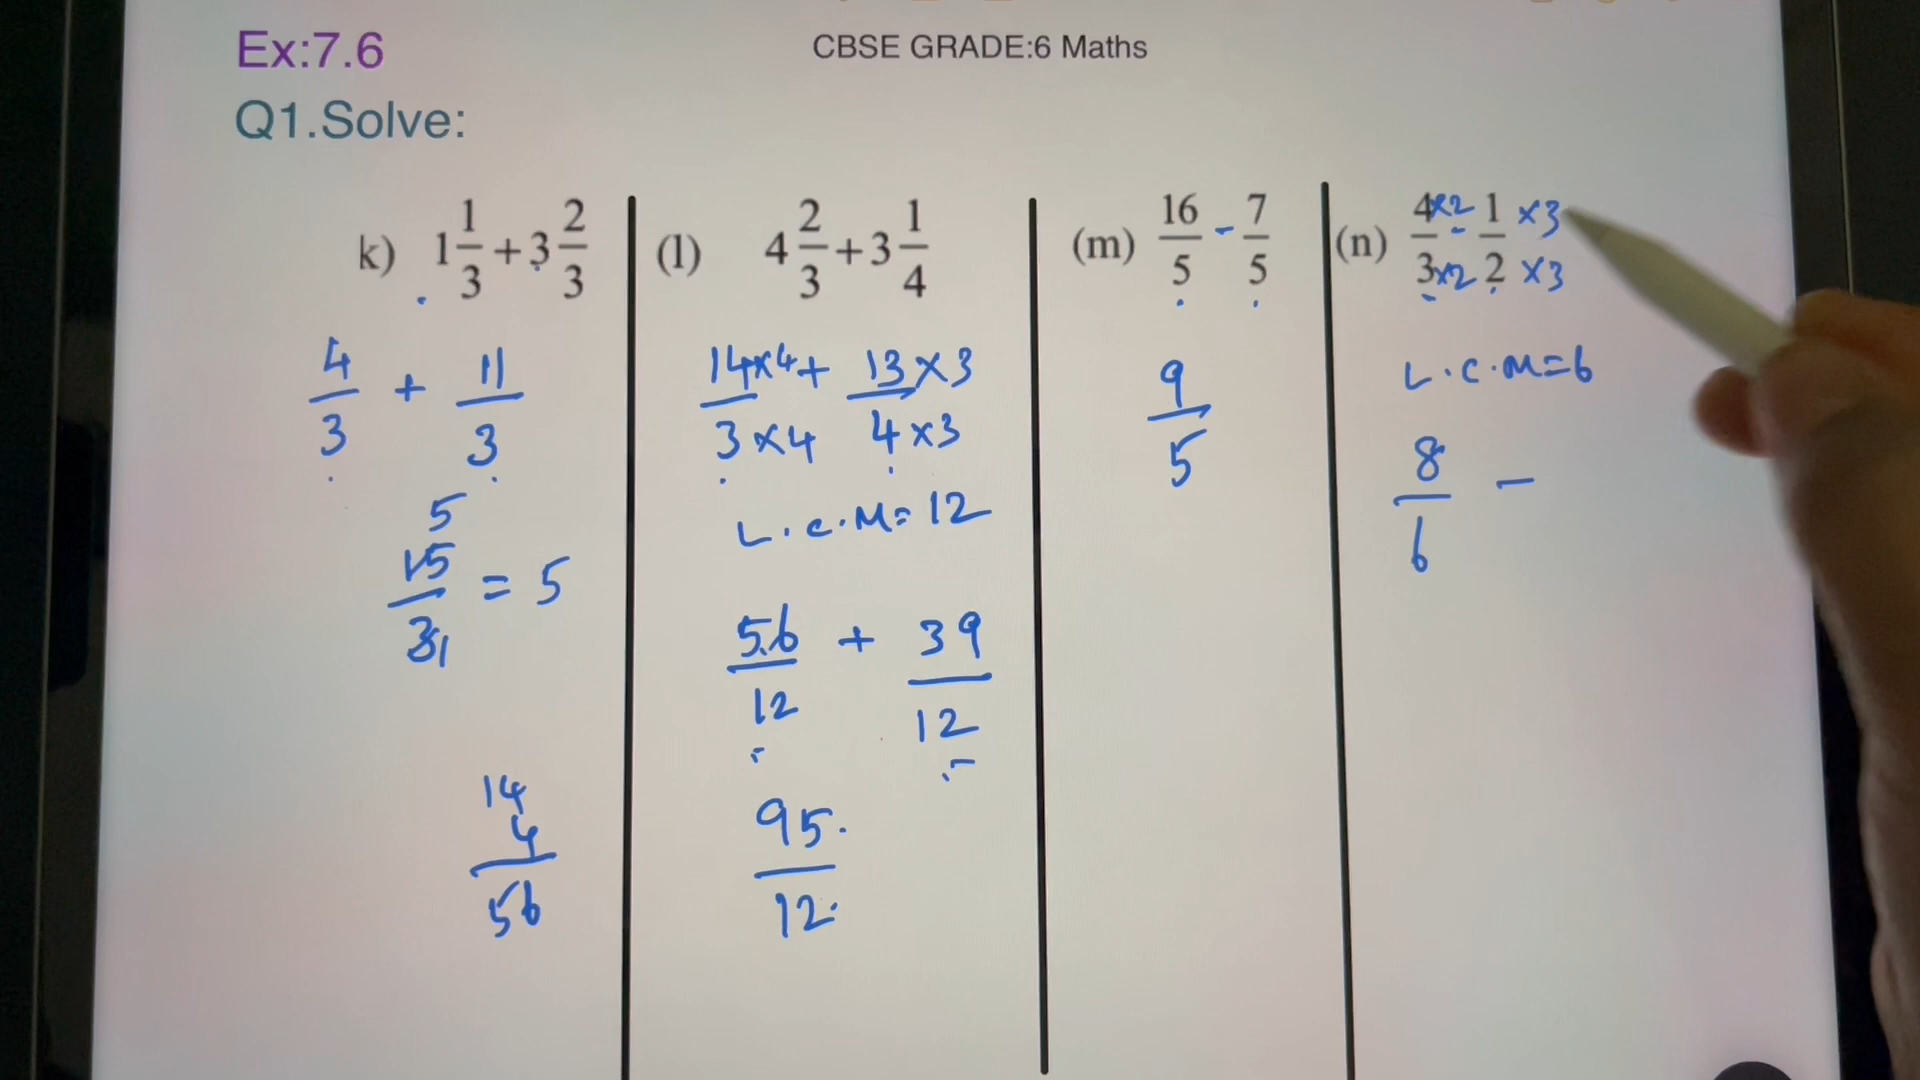 Ex:7.6
CBSE GRADE:6 Maths
Q1.Solve:
k) 1 1/3 + 3 2/3
4/3 + 11/3
5
15/3 1 = 5
14
4
56
(l) 4 2/3 + 3 1/4
14×4/3×4 + 13×3/4×3
L.C.M = 12
56/12 + 39/12
95/12
(m) 16/5 - 7/5
9/5
(n) 4×2/3×2 - 1×3/2×3
L.C.M = 6
8/6 -